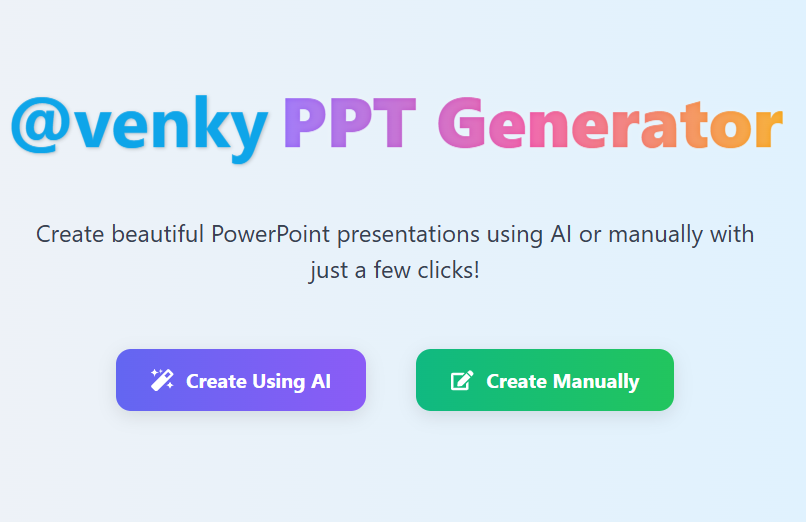 @venky PPT Generator
Create beautiful PowerPoint presentations using AI or manually with
just a few clicks!
Create Using AI
Create Manually